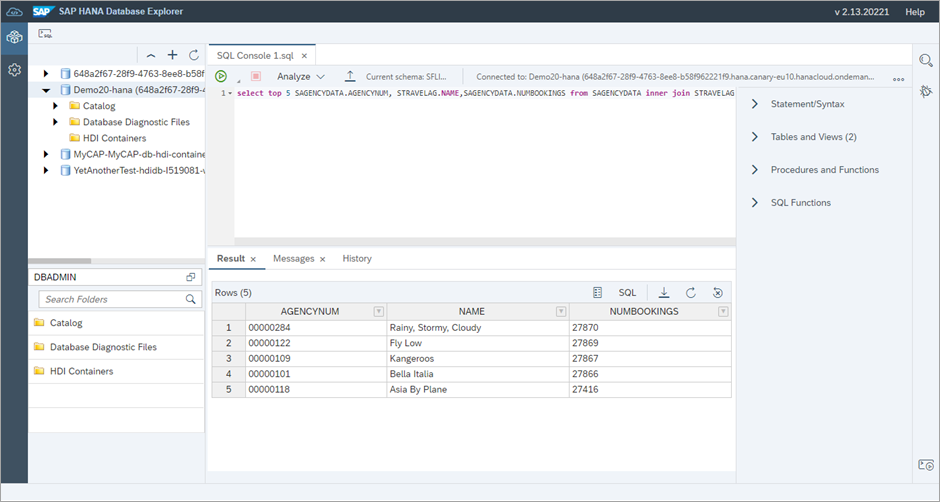 SAP SAP HANA Database Explorer
v 2.13.20221 Help
SQL Console 1.sql ×
648a2f67-28f9-4763-8ee8-b58f
Demo20-hana (648a2f67-28f9-4
Catalog
Database Diagnostic Files
HDI Containers
MyCAP-MyCAP-db-hdi-containe
YetAnotherTest-hdidb-I519081-v
Analyze Current schema: SFLI... Connected to: Demo20-hana (648a2f67-28f9-4763-8ee8-b58f962221f9.hana.canary-eu10.hanacloud.ondeman...
1 select top 5 SAGENCYDATA.AGENCYNUM, STRAVELAG.NAME,SAGENCYDATA.NUMBOOKINGS from SAGENCYDATA inner join STRAVELAG
Statement/Syntax
Tables and Views (2)
Procedures and Functions
SQL Functions
DBADMIN
Search Folders
Catalog
Database Diagnostic Files
HDI Containers
Result × Messages × History
Rows (5) SQL
AGENCYNUM NAME NUMBOOKINGS
1 00000284 Rainy, Stormy, Cloudy 27870
2 00000122 Fly Low 27869
3 00000109 Kangeroos 27867
4 00000101 Bella Italia 27866
5 00000118 Asia By Plane 27416